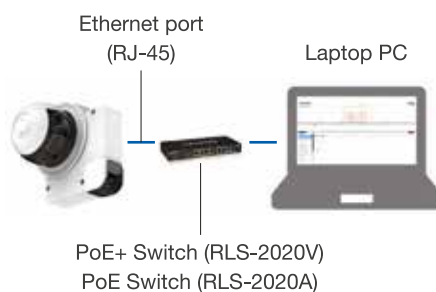 Ethernet port
(RJ-45)
Laptop PC
PoE+ Switch (RLS-2020V)
PoE Switch (RLS-2020A)